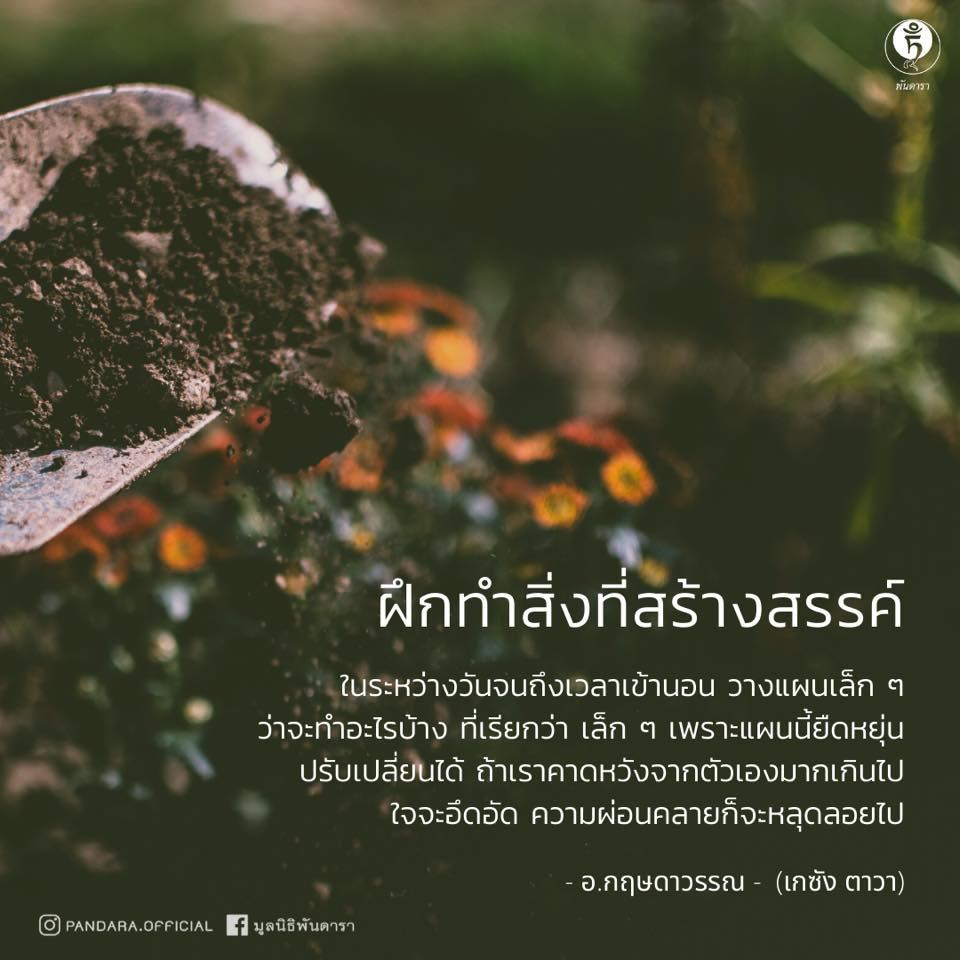 พันดารา
ฝึกทำสิ่งที่สร้างสรรค์
ในระหว่างวันจนถึงเวลาเข้านอน วางแผนเล็ก ๆ
ว่าจะทำอะไรบ้าง ที่เรียกว่า เล็ก ๆ เพราะแผนนี้ยืดหยุ่น
ปรับเปลี่ยนได้ ถ้าเราคาดหวังจากตัวเองมากเกินไป
ใจจะอึดอัด ความผ่อนคลายก็จะหลุดลอยไป
- อ.กฤษดาวรรณ - (เกซัง ตาวา)
PANDARA.OFFICIAL มูลนิธิพันดารา